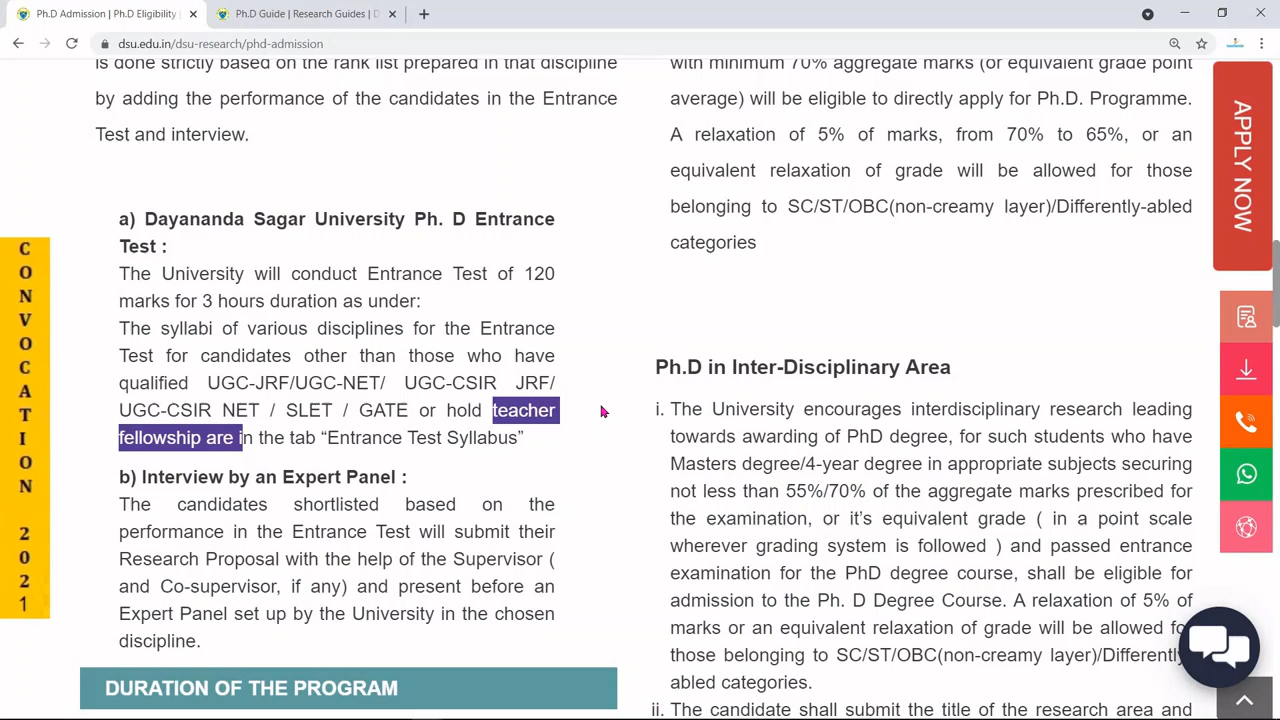 Ph.D Admission | Ph.D Eligibility |
Ph.D Guide | Research Guides | D
dsu.edu.in/dsu-research/phd-admission
is done strictly based on the rank list prepared in that discipline
by adding the performance of the candidates in the Entrance
Test and interview.
a) Dayananda Sagar University Ph. D Entrance
Test :
The University will conduct Entrance Test of 120
marks for 3 hours duration as under:
The syllabi of various disciplines for the Entrance
Test for candidates other than those who have
qualified UGC-JRF/UGC-NET/ UGC-CSIR JRF/
UGC-CSIR NET / SLET / GATE or hold teacher
fellowship are in the tab “Entrance Test Syllabus”
b) Interview by an Expert Panel :
The candidates shortlisted based on the
performance in the Entrance Test will submit their
Research Proposal with the help of the Supervisor (
and Co-supervisor, if any) and present before an
Expert Panel set up by the University in the chosen
discipline.
DURATION OF THE PROGRAM
with minimum 70% aggregate marks (or equivalent grade point
average) will be eligible to directly apply for Ph.D. Programme.
A relaxation of 5% of marks, from 70% to 65%, or an
equivalent relaxation of grade will be allowed for those
belonging to SC/ST/OBC(non-creamy layer)/Differently-abled
categories
Ph.D in Inter-Disciplinary Area
i. The University encourages interdisciplinary research leading
towards awarding of PhD degree, for such students who have
Masters degree/4-year degree in appropriate subjects securing
not less than 55%/70% of the aggregate marks prescribed for
the examination, or it’s equivalent grade ( in a point scale
wherever grading system is followed ) and passed entrance
examination for the PhD degree course, shall be eligible for
admission to the Ph. D Degree Course. A relaxation of 5% of
marks or an equivalent relaxation of grade will be allowed for
those belonging to SC/ST/OBC(non-creamy layer)/Differently-
abled categories.
ii. The candidate shall submit the title of the research area and
CONVOCATION 2021
APPLY NOW